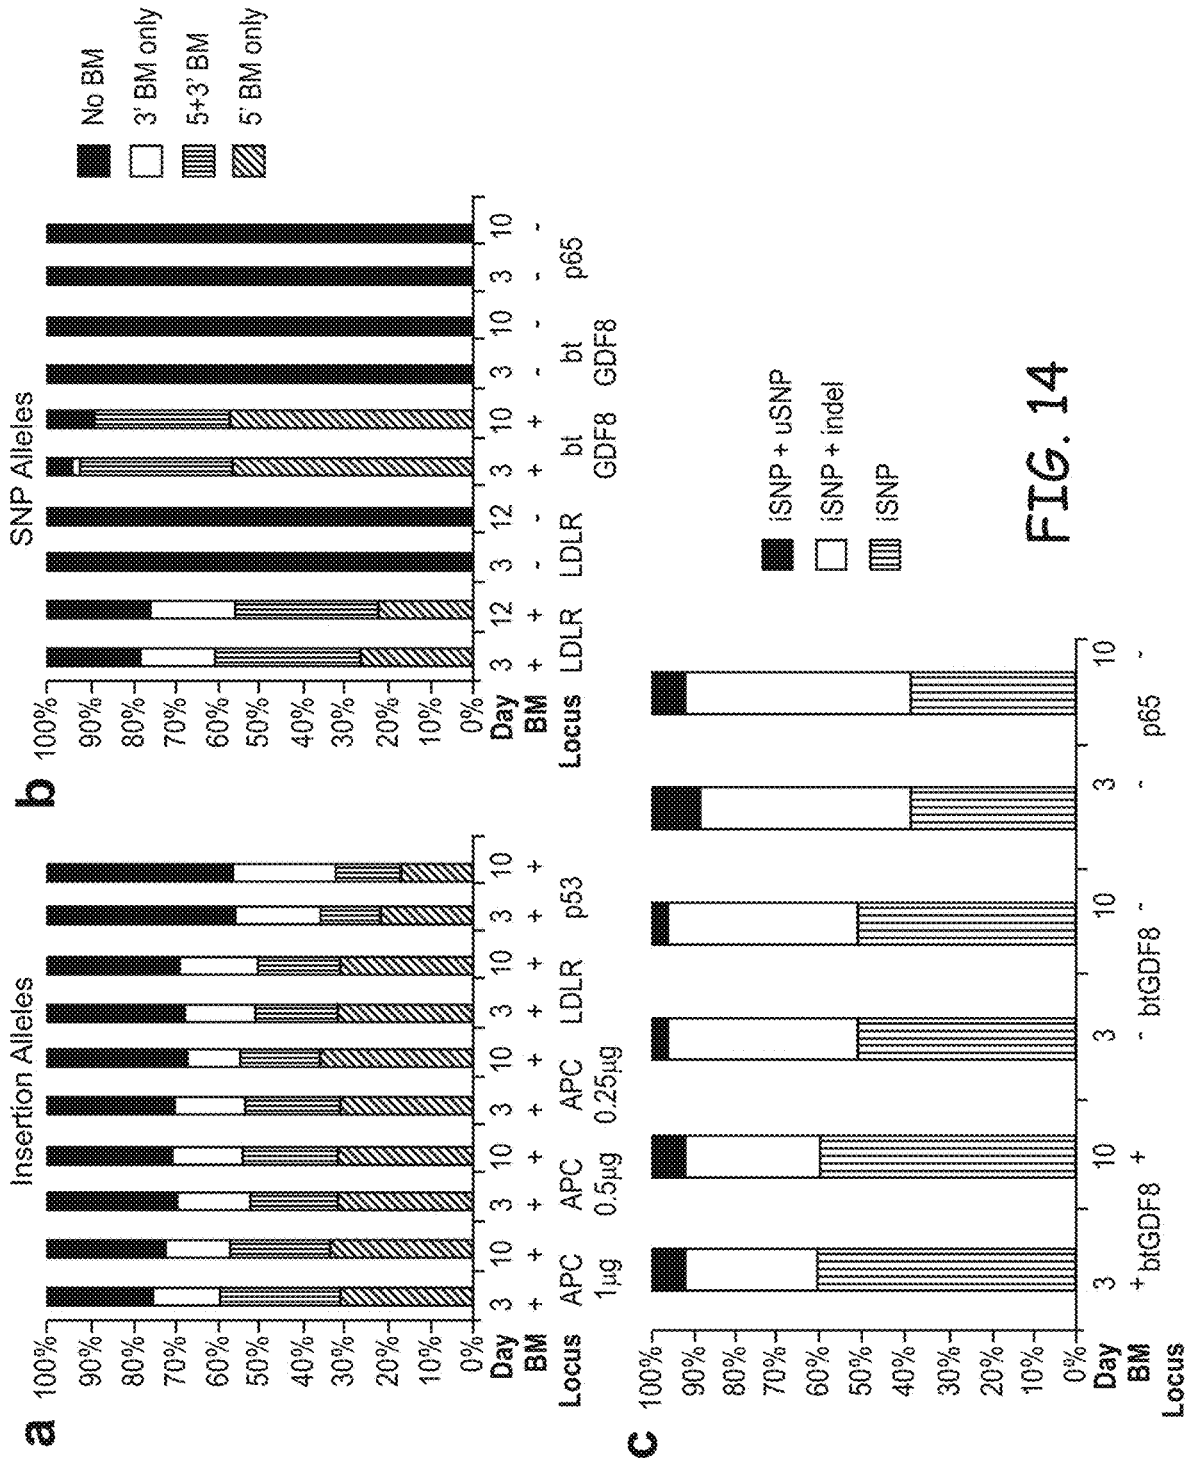 a
Insertion Alleles
100%
90%
80%
70%
60%
50%
40%
30%
20%
10%
0%
Day 3 10 3 10 3 10 3 10 3 10
BM + + + + + + + + + +
Locus APC APC APC LDLR p53
1µg 0.5µg 0.25µg
b
SNP Alleles
100%
90%
80%
70%
60%
50%
40%
30%
20%
10%
0%
Day 3 12 3 12 3 10 3 10 3 10
BM + + - - + + - - - -
Locus LDLR LDLR bt bt p65
GDF8 GDF8
No BM
3' BM only
5+3' BM
5' BM only
c
100%
90%
80%
70%
60%
50%
40%
30%
20%
10%
0%
Day 3 10 3 10 3 10
BM + + - - - -
Locus btGDF8 btGDF8 p65
iSNP + uSNP
iSNP + indel
iSNP
FIG. 14